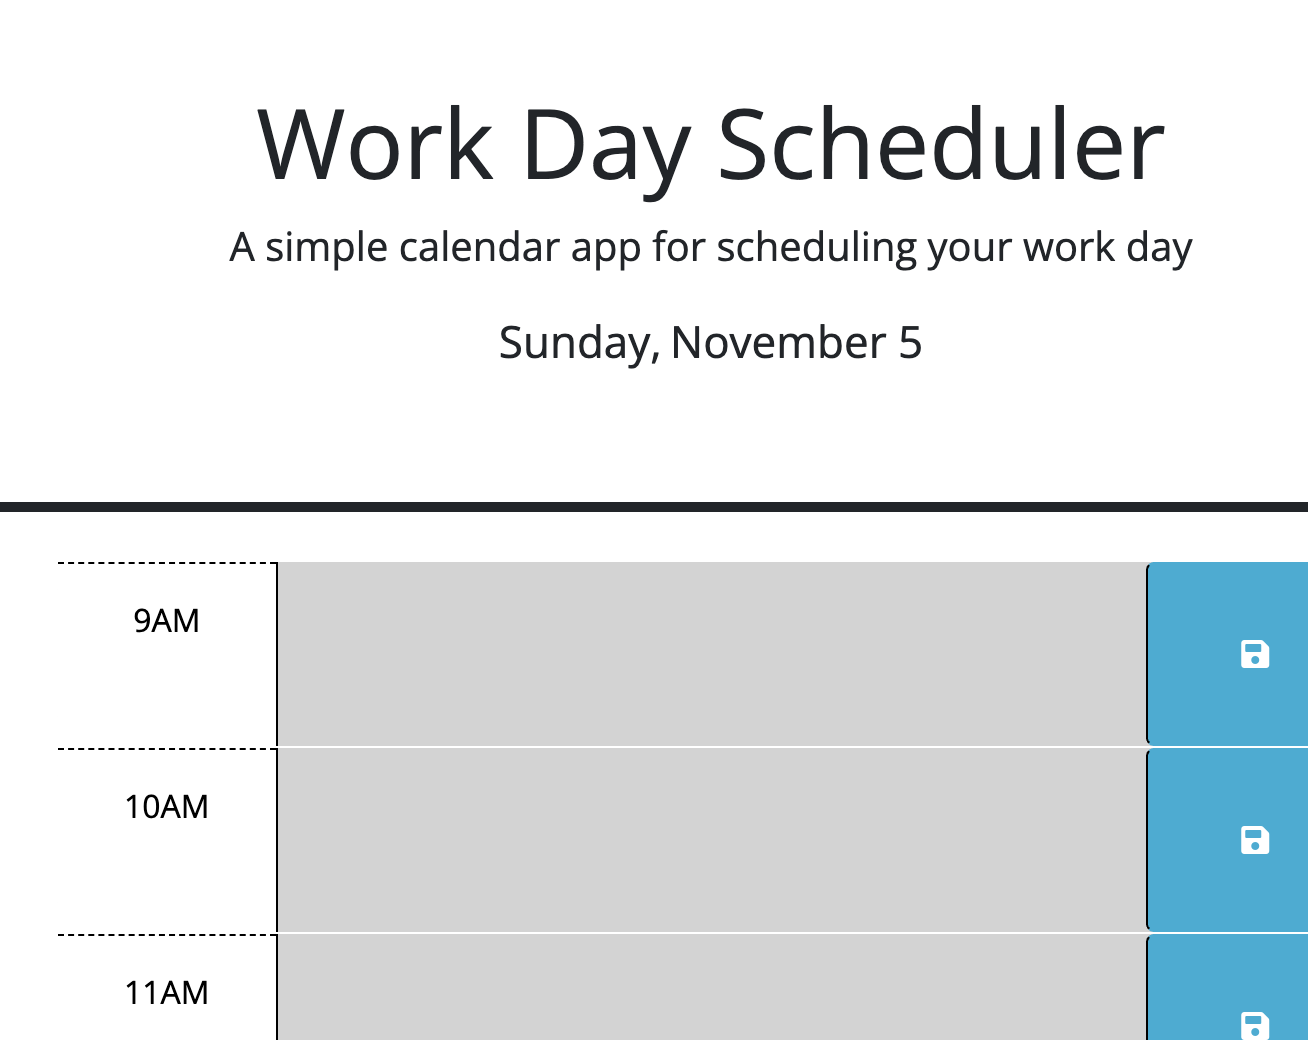 Work Day Scheduler
A simple calendar app for scheduling your work day
Sunday, November 5
9AM
10AM
11AM